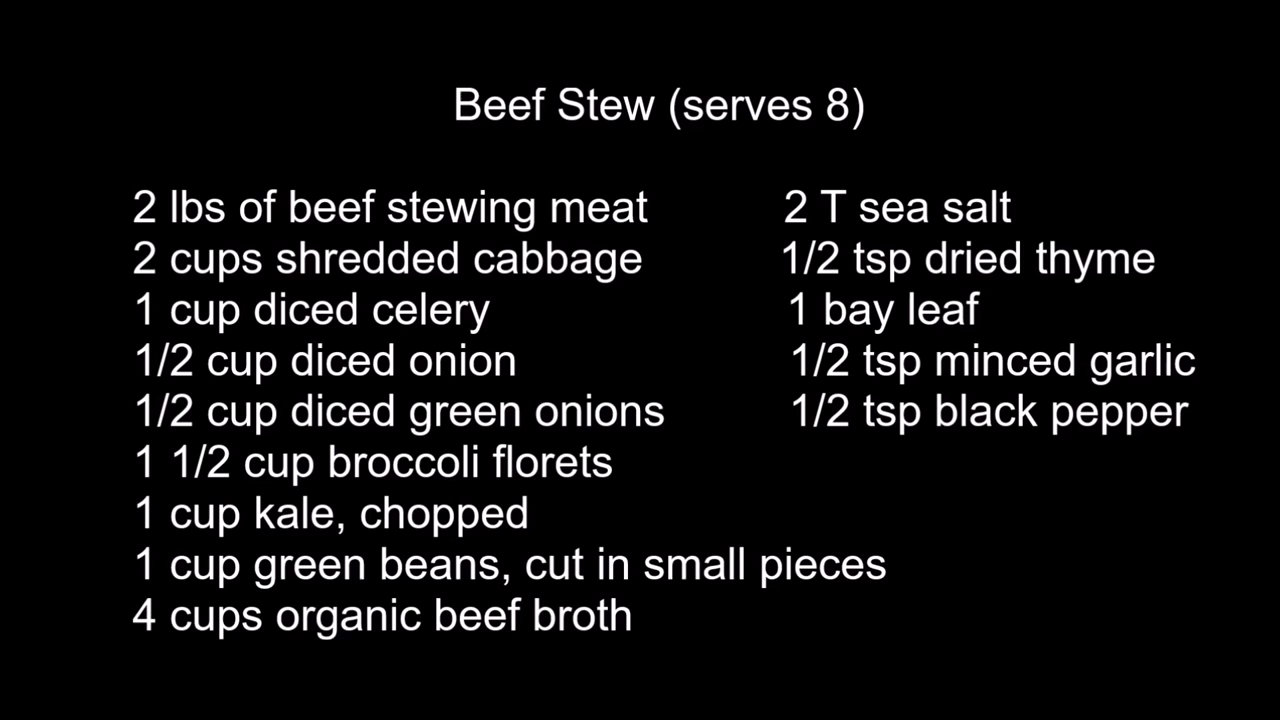 Beef Stew (serves 8)
2 lbs of beef stewing meat
2 cups shredded cabbage
1 cup diced celery
1/2 cup diced onion
1/2 cup diced green onions
1 1/2 cup broccoli florets
1 cup kale, chopped
1 cup green beans, cut in small pieces
4 cups organic beef broth
2 T sea salt
1/2 tsp dried thyme
1 bay leaf
1/2 tsp minced garlic
1/2 tsp black pepper